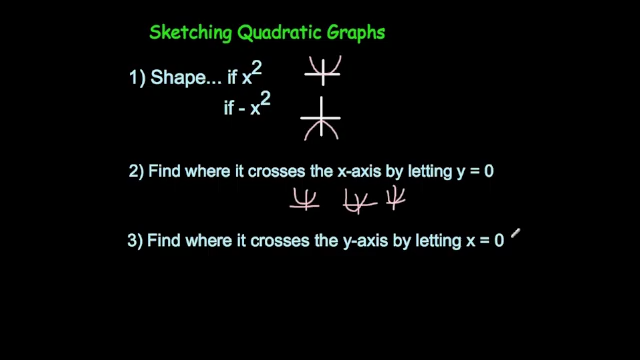 Sketching Quadratic Graphs
1) Shape... if x²
if - x²
2) Find where it crosses the x-axis by letting y = 0
3) Find where it crosses the y-axis by letting x = 0